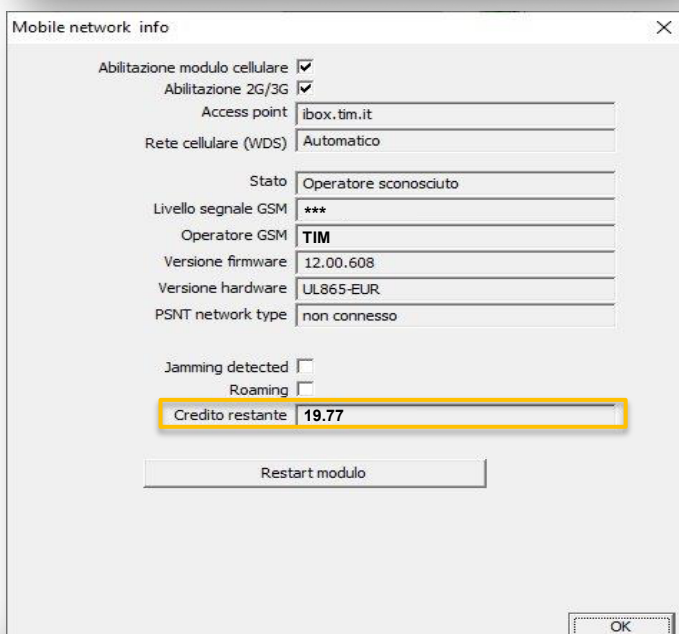 Mobile network info
Abilitazione modulo cellulare
Abilitazione 2G/3G
Access point ibox.tim.it
Rete cellulare (WDS) Automatico
Stato Operatore sconosciuto
Livello segnale GSM ***
Operatore GSM TIM
Versione firmware 12.00.608
Versione hardware UL865-EUR
PSNT network type non connesso
Jamming detected
Roaming
Credito restante 19.77
Restart modulo
OK